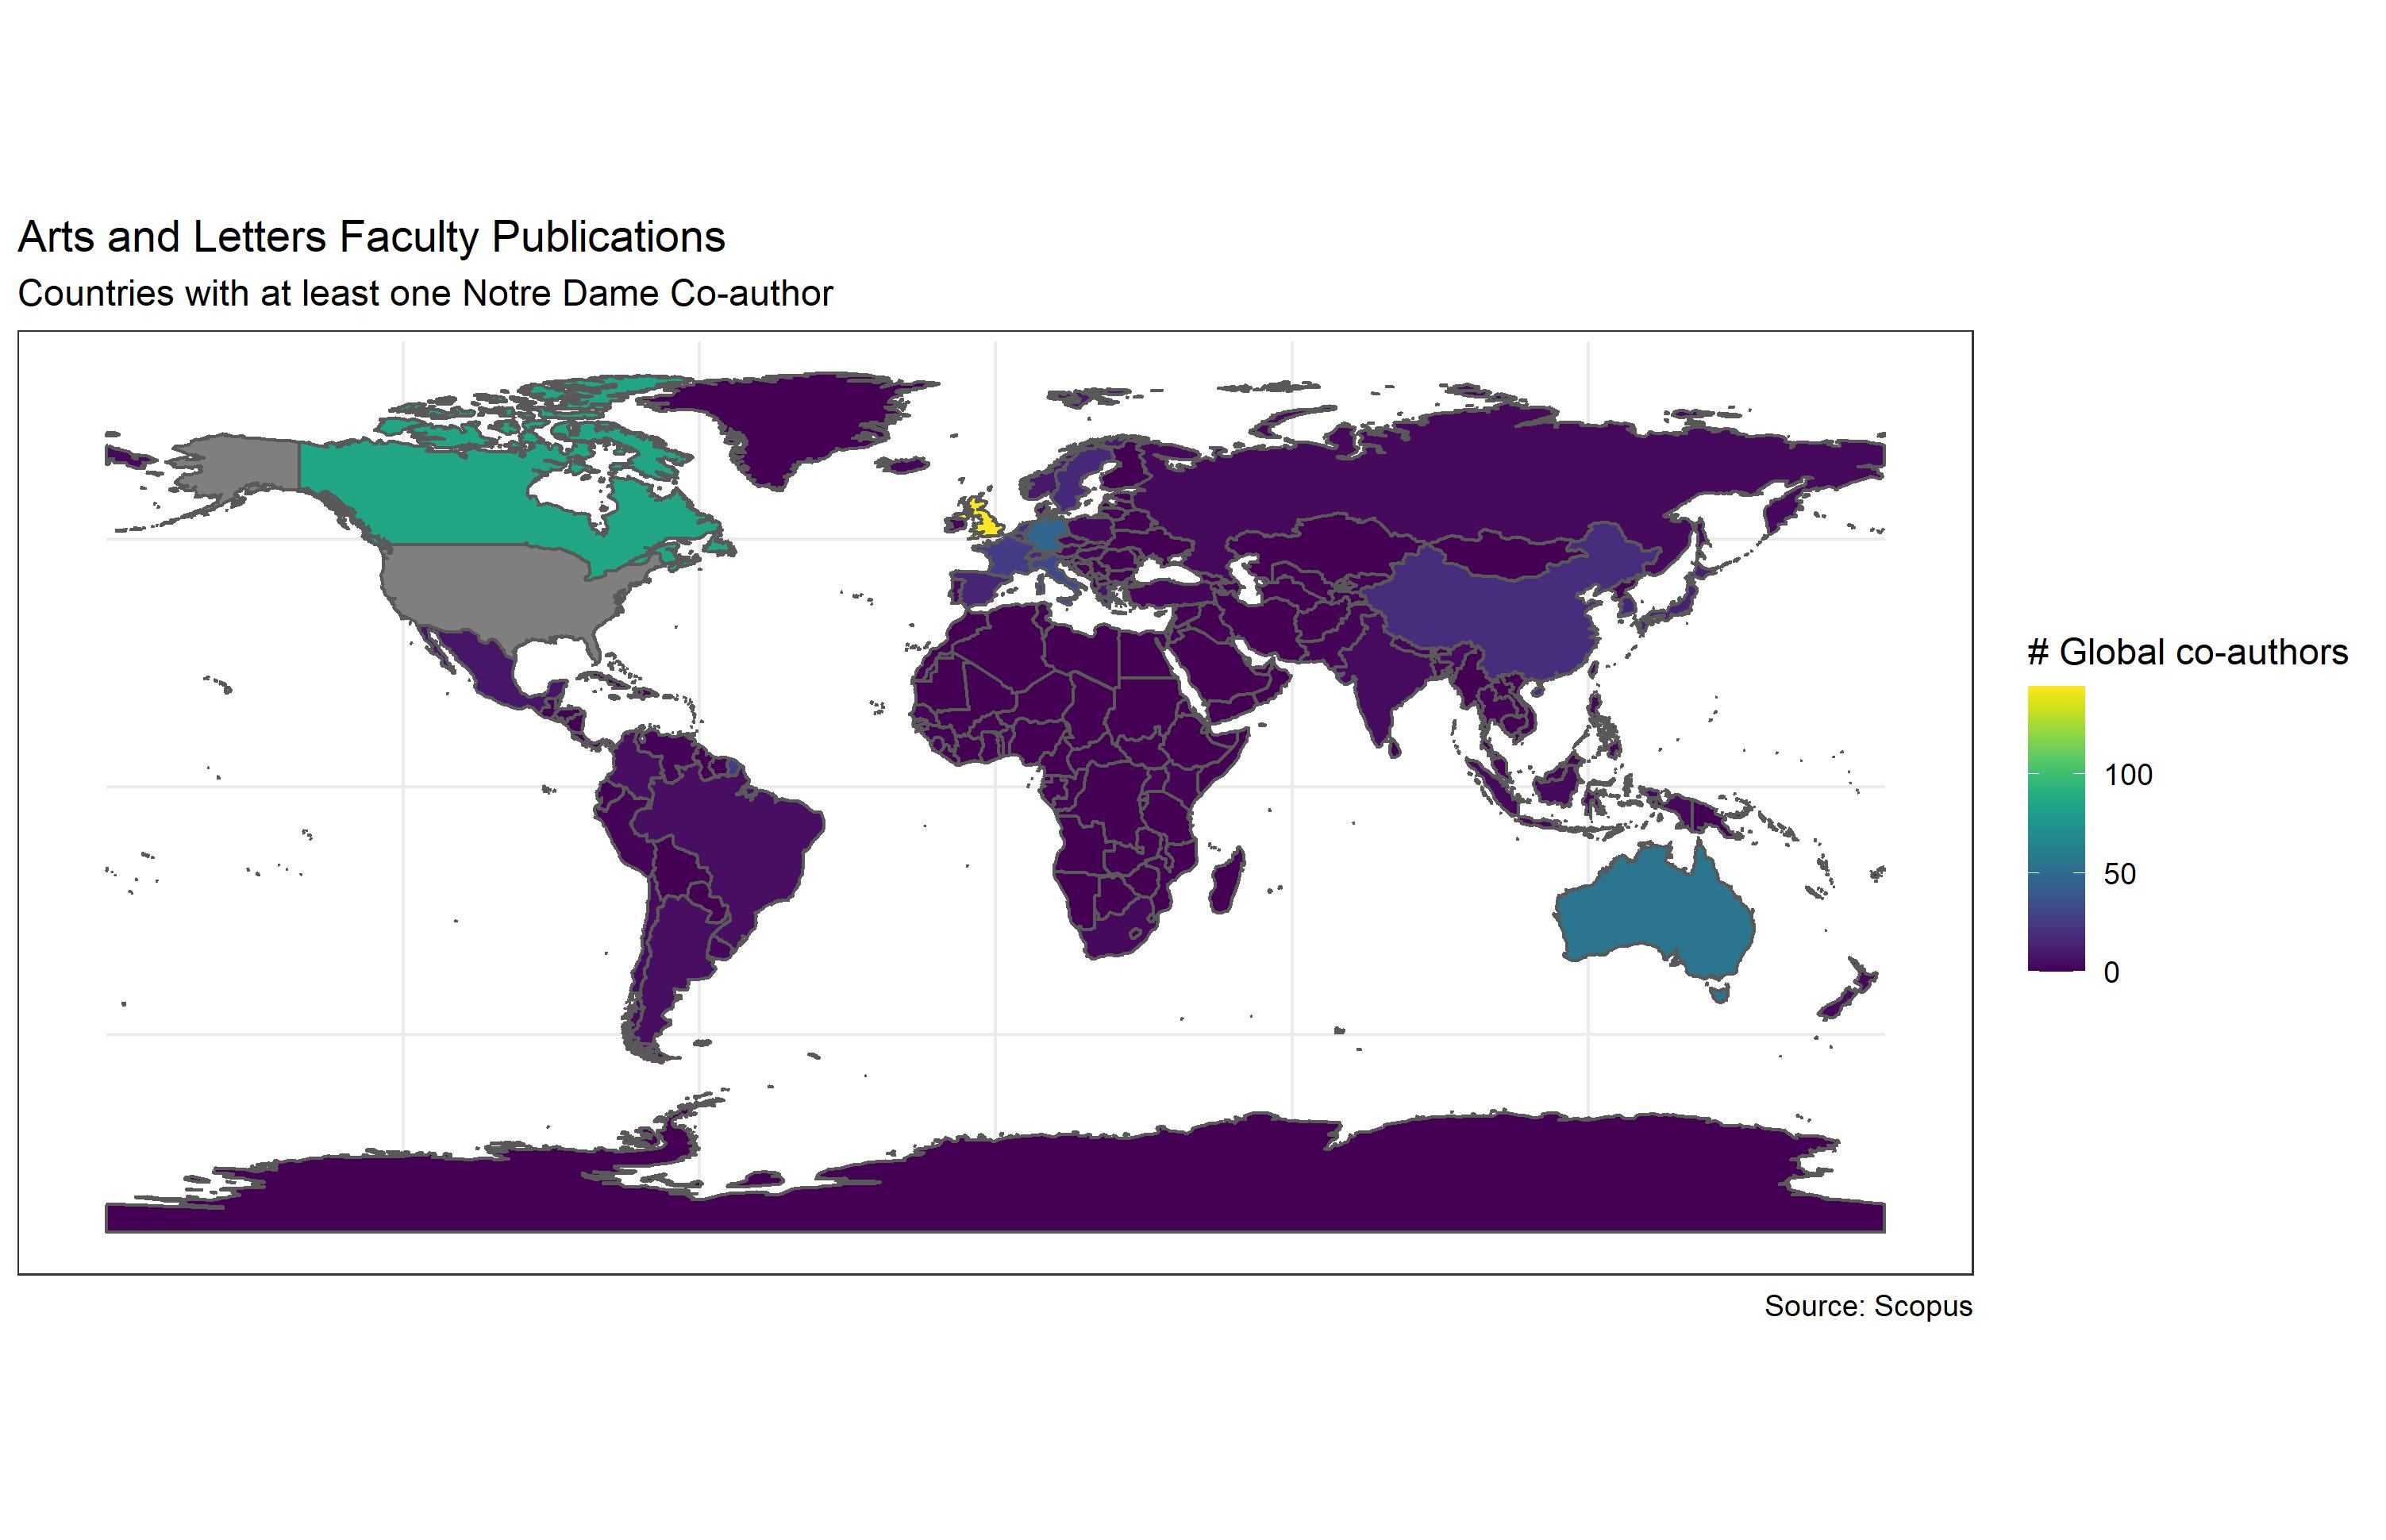 Arts and Letters Faculty Publications
Countries with at least one Notre Dame Co-author
# Global co-authors
100
50
0
Source: Scopus